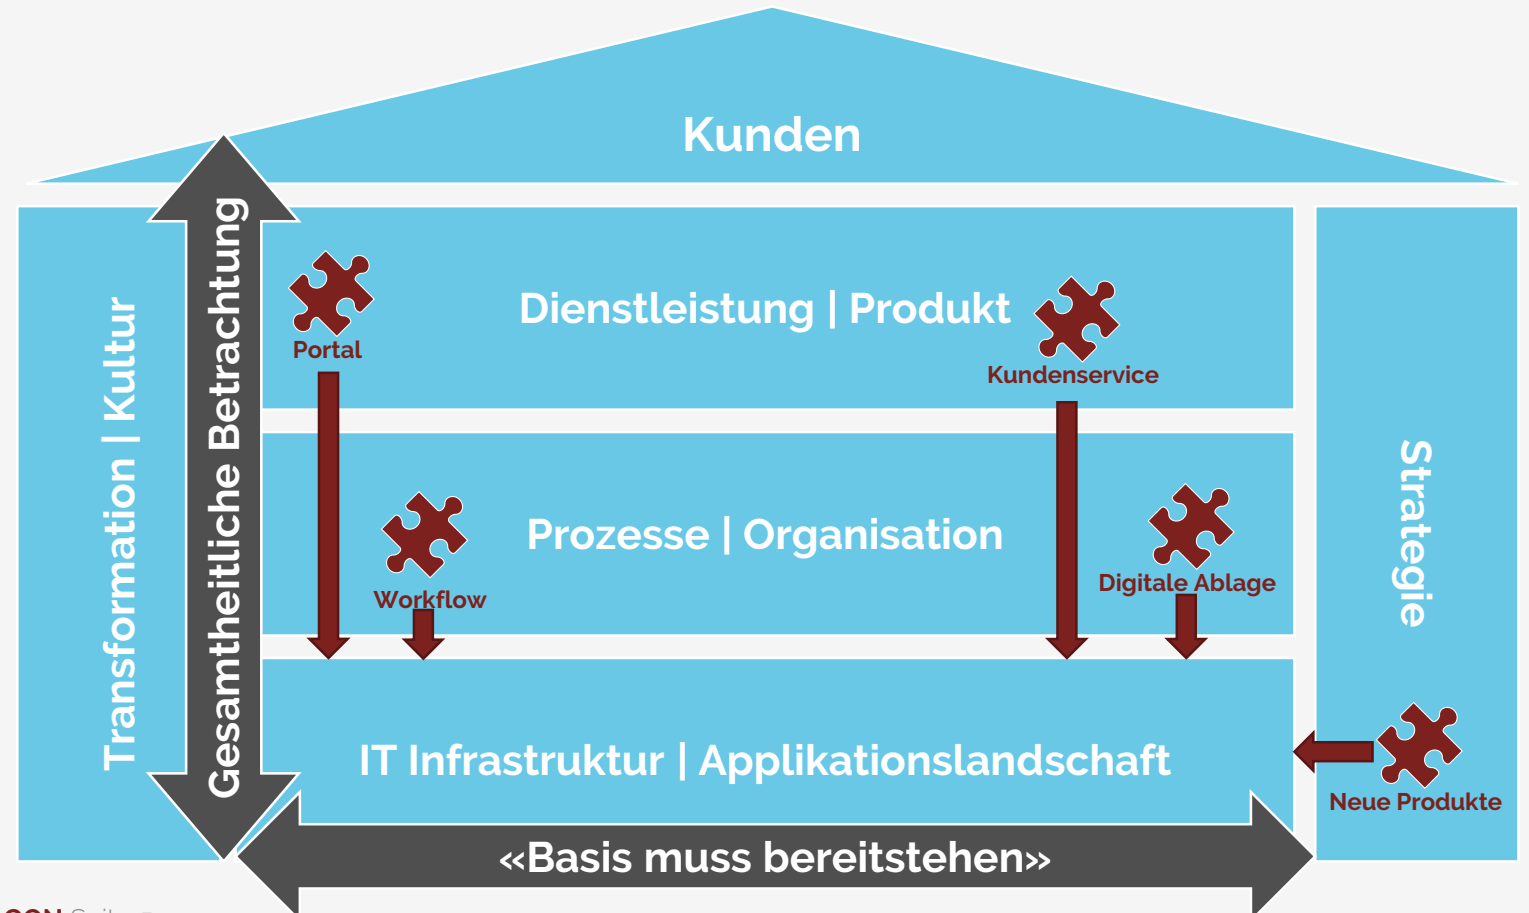 Kunden
Transformation | Kultur
Gesamtheitliche Betrachtung
Dienstleistung | Produkt
Portal
Kundenservice
Prozesse | Organisation
Workflow
Digitale Ablage
Strategie
IT Infrastruktur | Applikationslandschaft
Neue Produkte
«Basis muss bereitstehen»